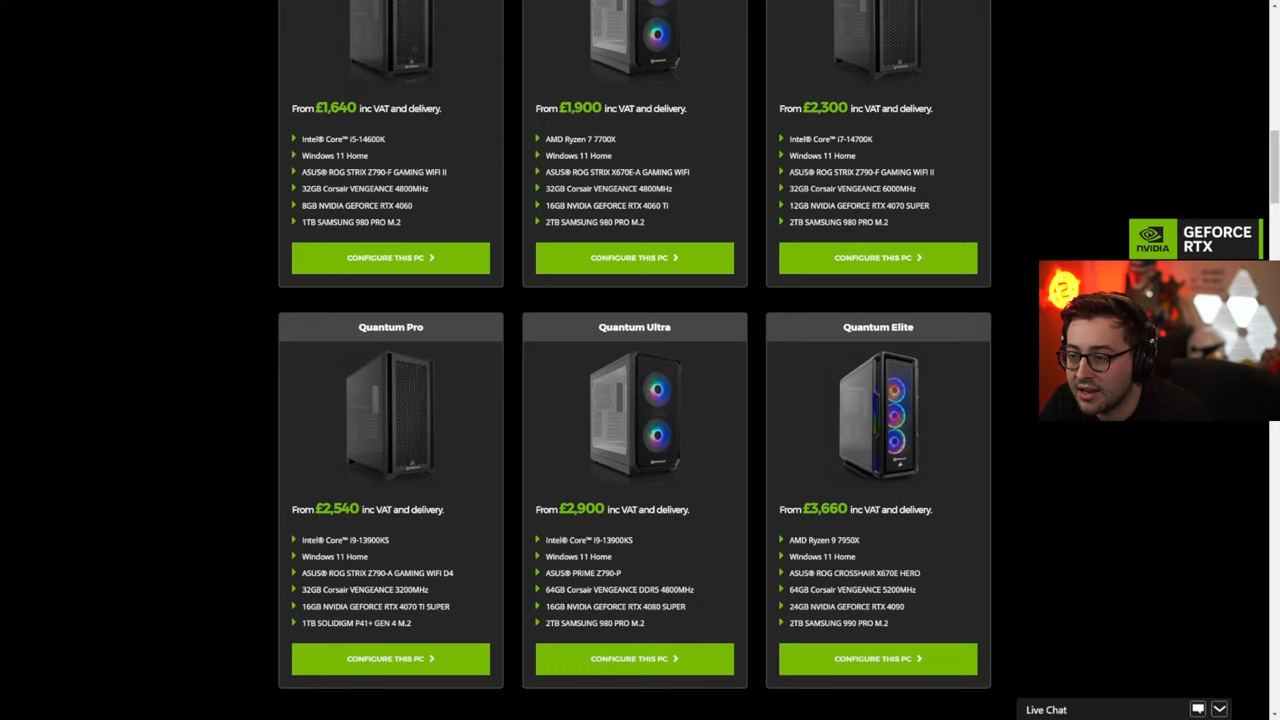 From £1,640 inc VAT and delivery.
Intel® Core™ i5-14600K
Windows 11 Home
ASUS® ROG STRIX Z790-F GAMING WIFI II
32GB Corsair VENGEANCE 4800MHz
8GB NVIDIA GEFORCE RTX 4060
1TB SAMSUNG 980 PRO M.2
CONFIGURE THIS PC
From £1,900 inc VAT and delivery.
AMD Ryzen 7 7700X
Windows 11 Home
ASUS® ROG STRIX X670E-A GAMING WIFI
32GB Corsair VENGEANCE 4800MHz
16GB NVIDIA GEFORCE RTX 4060 Ti
2TB SAMSUNG 980 PRO M.2
CONFIGURE THIS PC
From £2,300 inc VAT and delivery.
Intel® Core™ i7-14700K
Windows 11 Home
ASUS® ROG STRIX Z790-F GAMING WIFI II
32GB Corsair VENGEANCE 6000MHz
12GB NVIDIA GEFORCE RTX 4070 SUPER
2TB SAMSUNG 980 PRO M.2
CONFIGURE THIS PC
NVIDIA
GEFORCE
RTX
Quantum Pro
From £2,540 inc VAT and delivery.
Intel® Core™ i9-13900KS
Windows 11 Home
ASUS® ROG STRIX Z790-A GAMING WIFI D4
32GB Corsair VENGEANCE 3200MHz
16GB NVIDIA GEFORCE RTX 4070 TI SUPER
1TB SOLIDIGM P41+ GEN 4 M.2
CONFIGURE THIS PC
Quantum Ultra
From £2,900 inc VAT and delivery.
Intel® Core™ i9-13900KS
Windows 11 Home
ASUS® PRIME Z790-P
64GB Corsair VENGEANCE DDR5 4800MHz
16GB NVIDIA GEFORCE RTX 4080 SUPER
2TB SAMSUNG 980 PRO M.2
CONFIGURE THIS PC
Quantum Elite
From £3,660 inc VAT and delivery.
AMD Ryzen 9 7950X
Windows 11 Home
ASUS® ROG CROSSHAIR X670E HERO
64GB Corsair VENGEANCE 5200MHz
24GB NVIDIA GEFORCE RTX 4090
2TB SAMSUNG 990 PRO M.2
CONFIGURE THIS PC
Live Chat